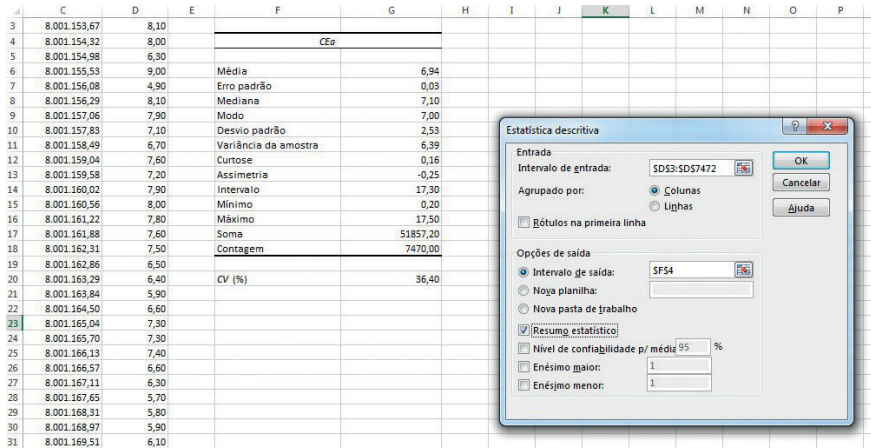 C D E F G H I J K L M N O P
3 8.001.153,67 8,10
4 8.001.154,32 8,00 CEa
5 8.001.154,98 6,30
6 8.001.155,53 9,00 Média 6,94
7 8.001.156,08 4,90 Erro padrão 0,03
8 8.001.156,29 8,10 Mediana 7,10
9 8.001.157,06 7,90 Modo 7,00
10 8.001.157,83 7,10 Desvio padrão 2,53
11 8.001.158,49 6,70 Variância da amostra 6,39
12 8.001.159,04 7,60 Curtose 0,16
13 8.001.159,58 7,20 Assimetria -0,25
14 8.001.160,02 7,90 Intervalo 17,30
15 8.001.160,56 8,00 Mínimo 0,20
16 8.001.161,22 7,80 Máximo 17,50
17 8.001.161,88 7,60 Soma 51857,20
18 8.001.162,31 7,50 Contagem 7470,00
19 8.001.162,86 6,50
20 8.001.163,29 6,40 CV (%) 36,40
21 8.001.163,84 5,90
22 8.001.164,50 6,60
23 8.001.165,04 7,30
24 8.001.165,70 7,30
25 8.001.166,13 7,40
26 8.001.166,57 6,60
27 8.001.167,11 6,30
28 8.001.167,65 5,70
29 8.001.168,31 5,80
30 8.001.168,97 5,90
31 8.001.169,51 6,10
Estatística descritiva
Entrada
Intervalo de entrada: $D$3:$D$7472
OK
Agrupado por: Colunas
Cancelar
Linhas
Ajuda
Rótulos na primeira linha
Opções de saída
Intervalo de saída: $F$4
Nova planilha:
Nova pasta de trabalho
Resumo estatístico
Nível de confiabilidade p/ média 95 %
Enésimo maior: 1
Enésimo menor: 1